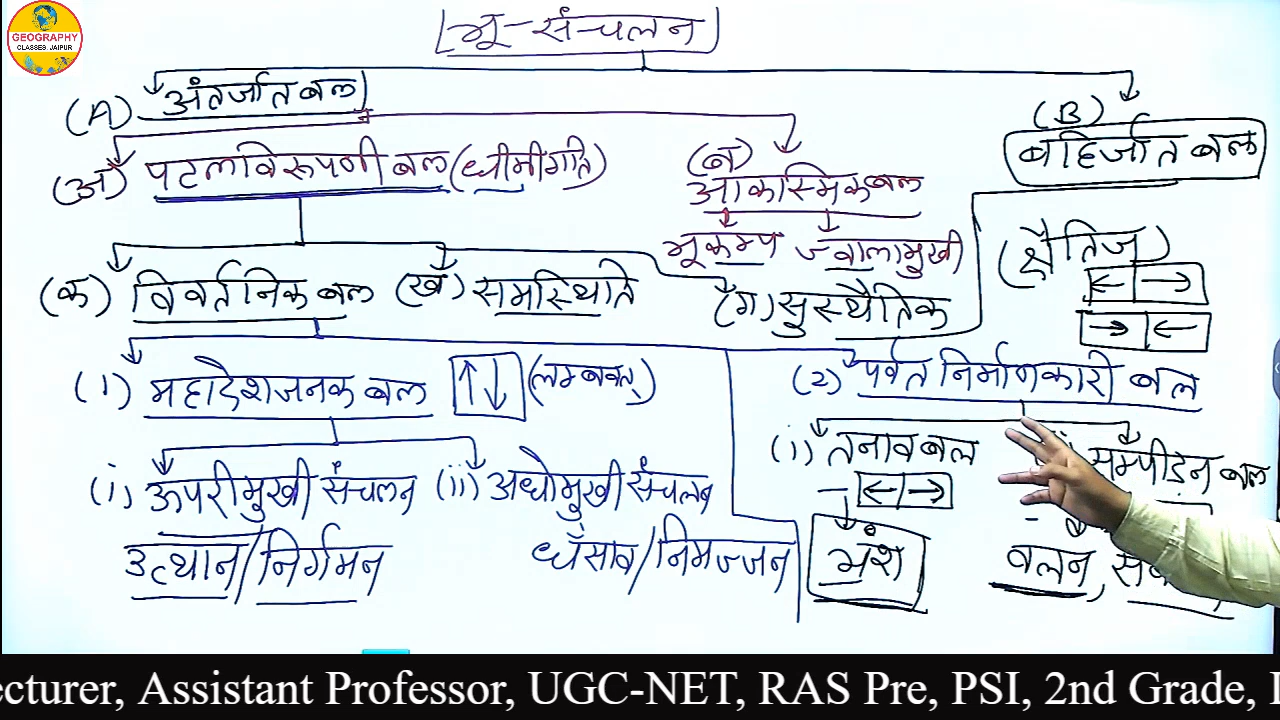 GEOGRAPHY
CLASSES, JAIPUR
भू-संचलन
(A) अंतर्जात बल
(B)
बहिर्जात बल
(अ) पटलविरूपणी बल (धीमी गति)
(ब)
आकस्मिक बल
भूकम्प ज्वालामुखी
(क्षैतिज)
(क) विवर्तनिक बल (ख) समस्थिति
(ग) सुस्थैतिक
(1) महादेशजनक बल (लम्बवत्)
(2) पर्वत निर्माणकारी बल
(i) ऊपरीमुखी संचलन (ii) अधोमुखी संचलन
(i) तनाव बल
सम्पीड़न बल
उत्थान/निर्गमन
धँसाव/निमज्जन
भ्रंश
वलन,
ecturer, Assistant Professor, UGC-NET, RAS Pre, PSI, 2nd Grade,